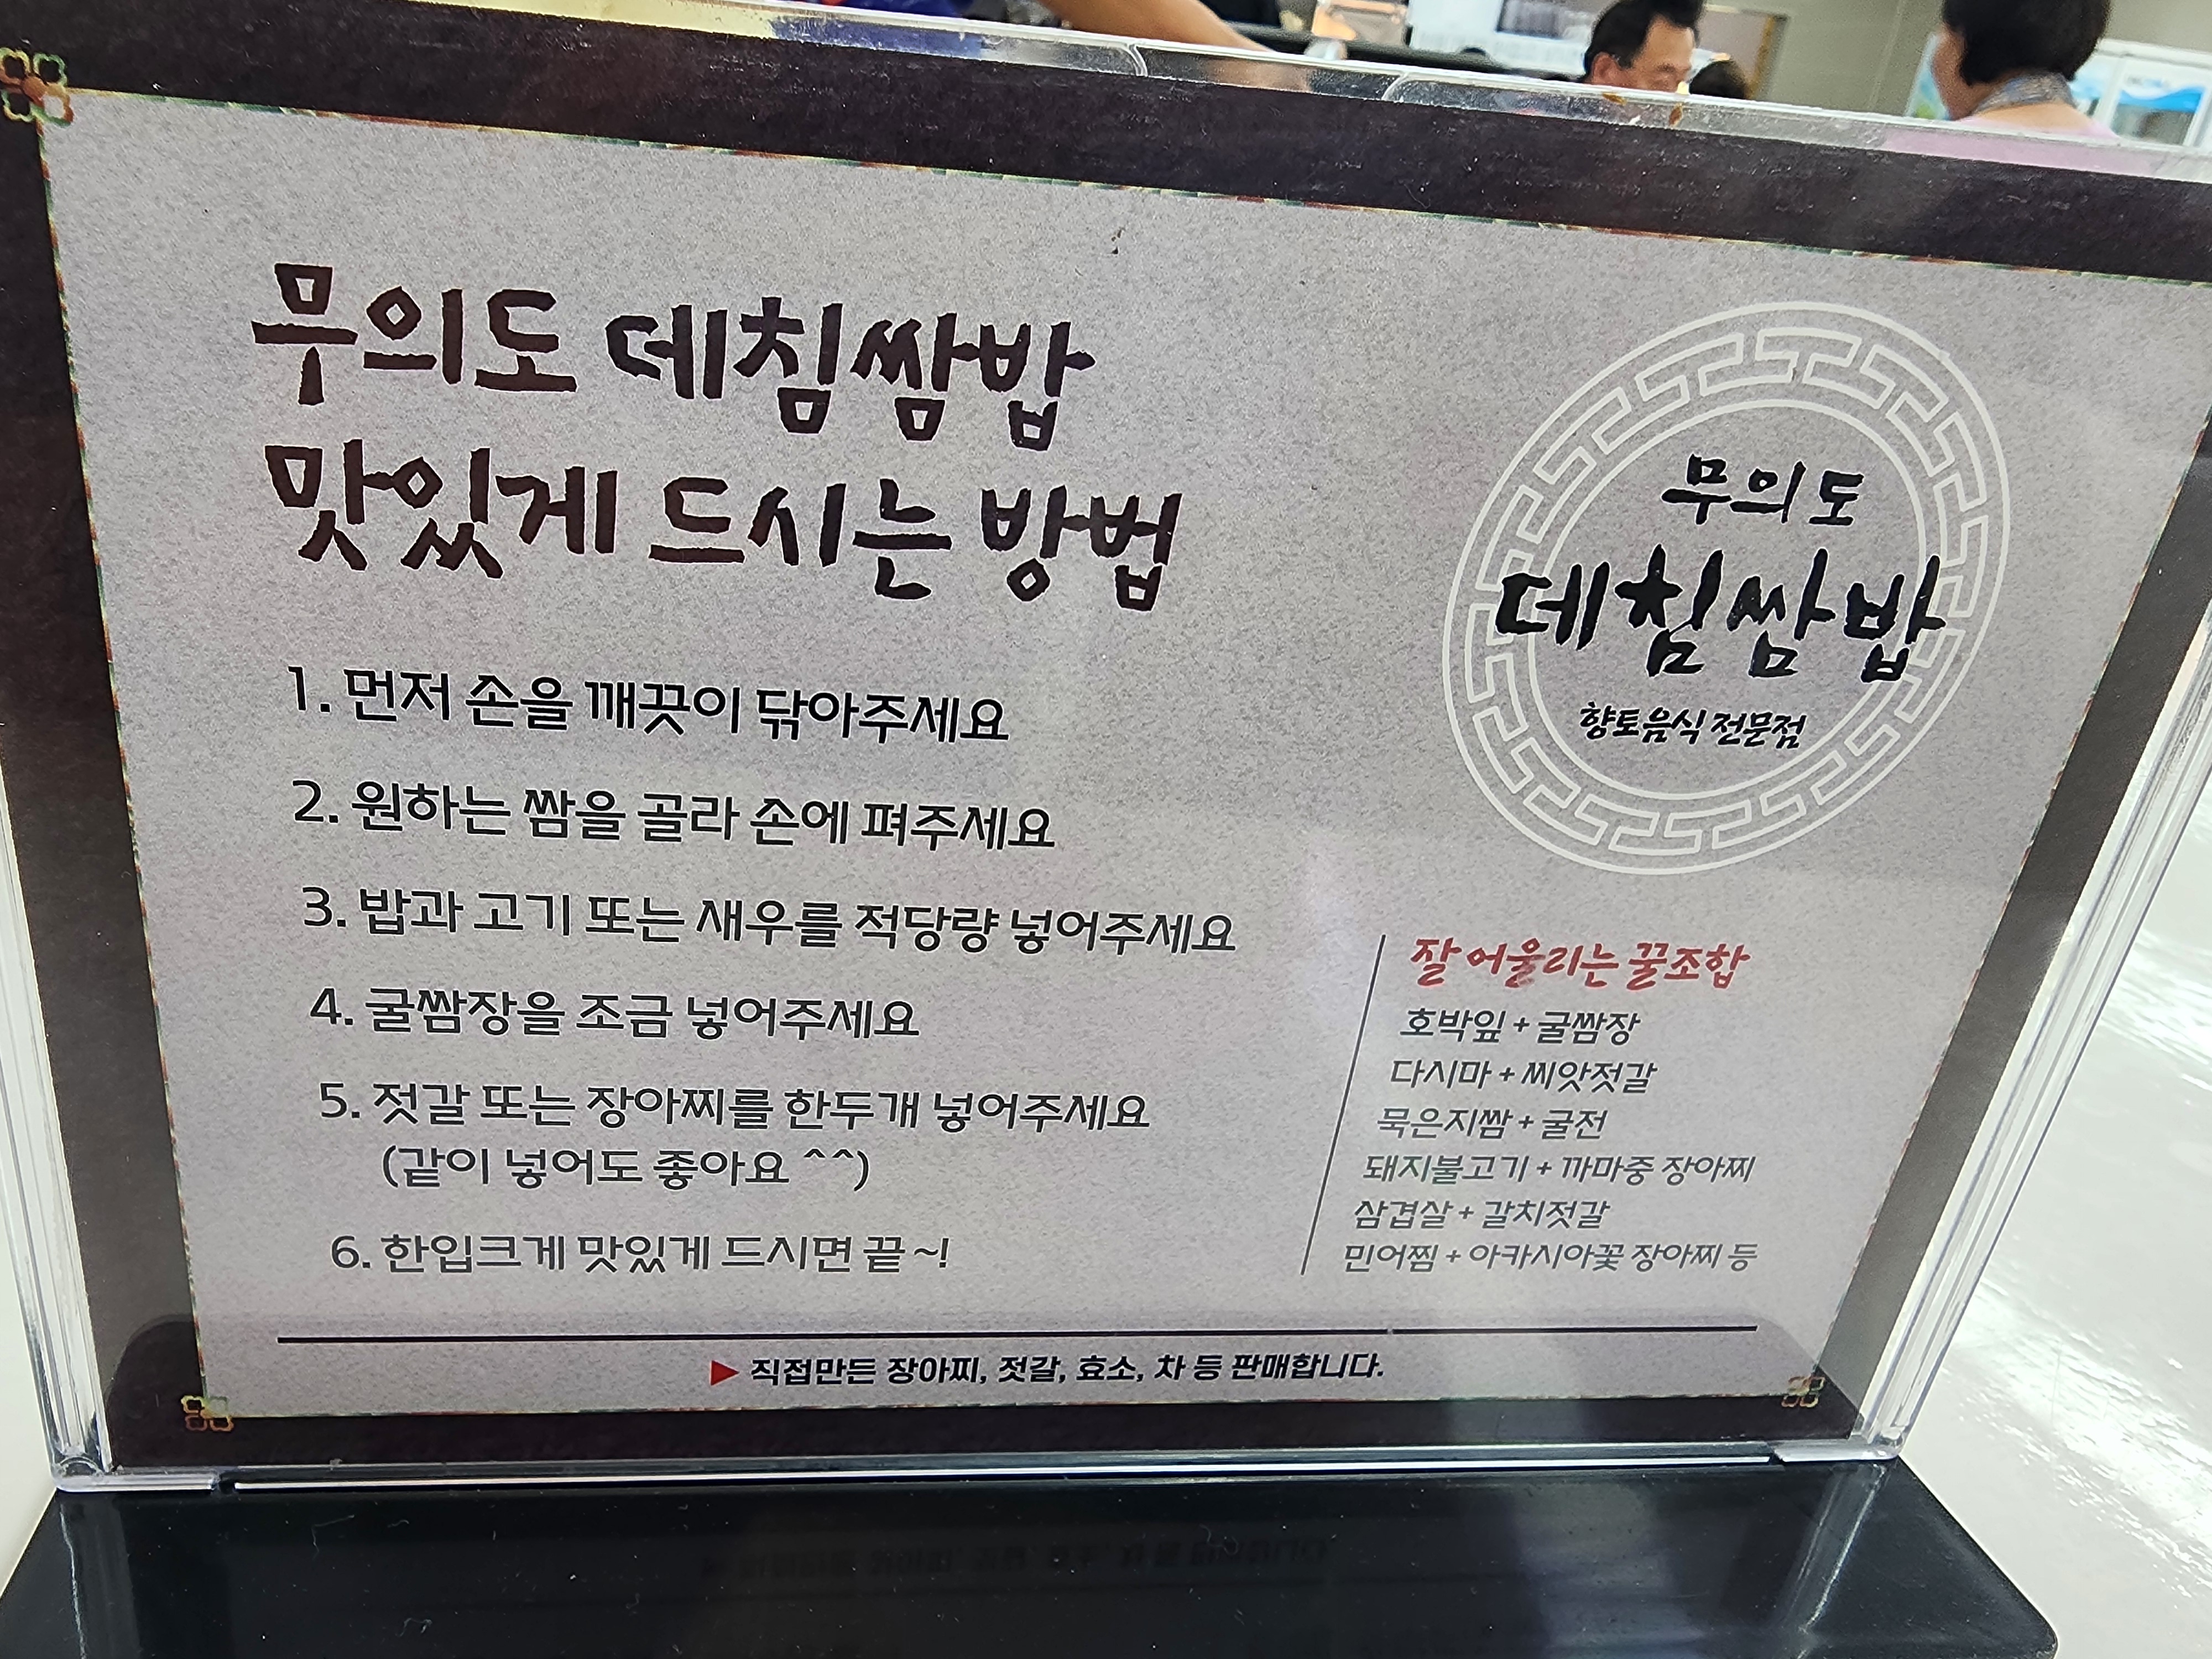 무의도 데침쌈밥
맛있게 드시는 방법
1. 먼저 손을 깨끗이 닦아주세요
2. 원하는 쌈을 골라 손에 펴주세요
3. 밥과 고기 또는 새우를 적당량 넣어주세요
4. 굴쌈장을 조금 넣어주세요
5. 젓갈 또는 장아찌를 한두개 넣어주세요
(같이 넣어도 좋아요 ^^)
6. 한입크게 맛있게 드시면 끝~!
무의도
데침쌈밥
향토음식 전문점
잘 어울리는 꿀조합
호박잎 + 굴쌈장
다시마 + 씨앗젓갈
묵은지쌈 + 굴전
돼지불고기 + 까마중 장아찌
삼겹살 + 갈치젓갈
민어찜 + 아카시아꽃 장아찌 등
▶ 직접만든 장아찌, 젓갈, 효소, 차 등 판매합니다.